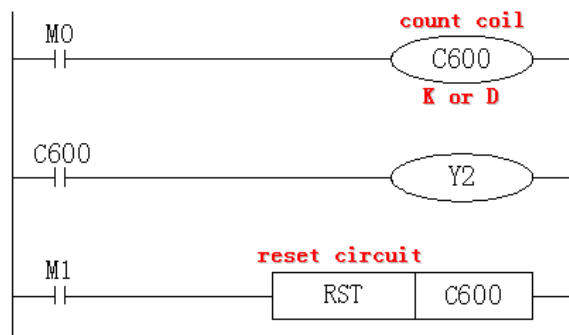 count coil
M0
C600
K or D
C600
Y2
reset circuit
M1
RST C600